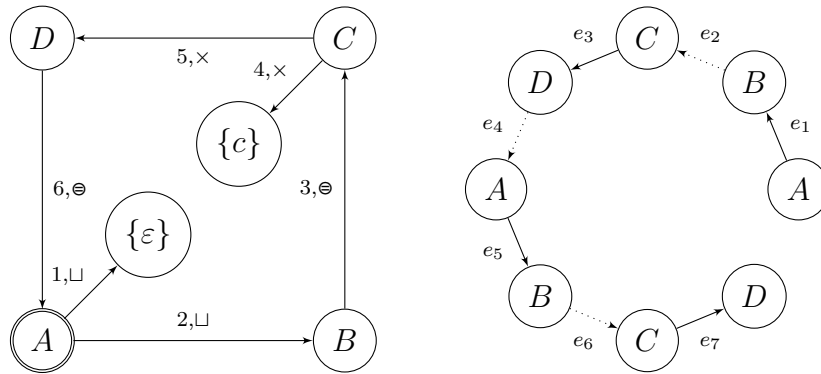 D
5,×
C
4,×
{c}
6,⊜
3,⊜
{ε}
1,⊔
A
2,⊔
B
e₃
C
e₂
D
B
e₄
e₁
A
A
e₅
B
D
e₆
C
e₇